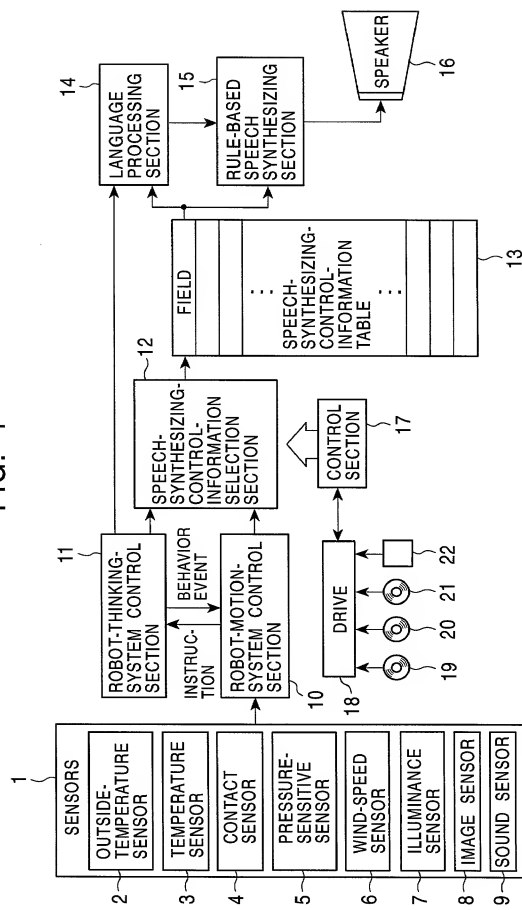 FIG. 1
1
SENSORS
OUTSIDE-
TEMPERATURE
SENSOR
2
TEMPERATURE
SENSOR
3
CONTACT
SENSOR
4
PRESSURE-
SENSITIVE
SENSOR
5
WIND-SPEED
SENSOR
6
ILLUMINANCE
SENSOR
7
IMAGE SENSOR
8
SOUND SENSOR
9
11
ROBOT-THINKING-
SYSTEM CONTROL
SECTION
INSTRUC-
TION
BEHAVIOR
EVENT
ROBOT-MOTION-
SYSTEM CONTROL
SECTION
10
12
SPEECH-
SYNTHESIZING-
CONTROL-
INFORMATION
SELECTION
SECTION
CONTROL
SECTION
17
DRIVE
18
19
20
21
22
FIELD
SPEECH-
SYNTHESIZING-
CONTROL-
INFORMATION
TABLE
13
14
LANGUAGE
PROCESSING
SECTION
15
RULE-BASED
SPEECH
SYNTHESIZING
SECTION
SPEAKER
16